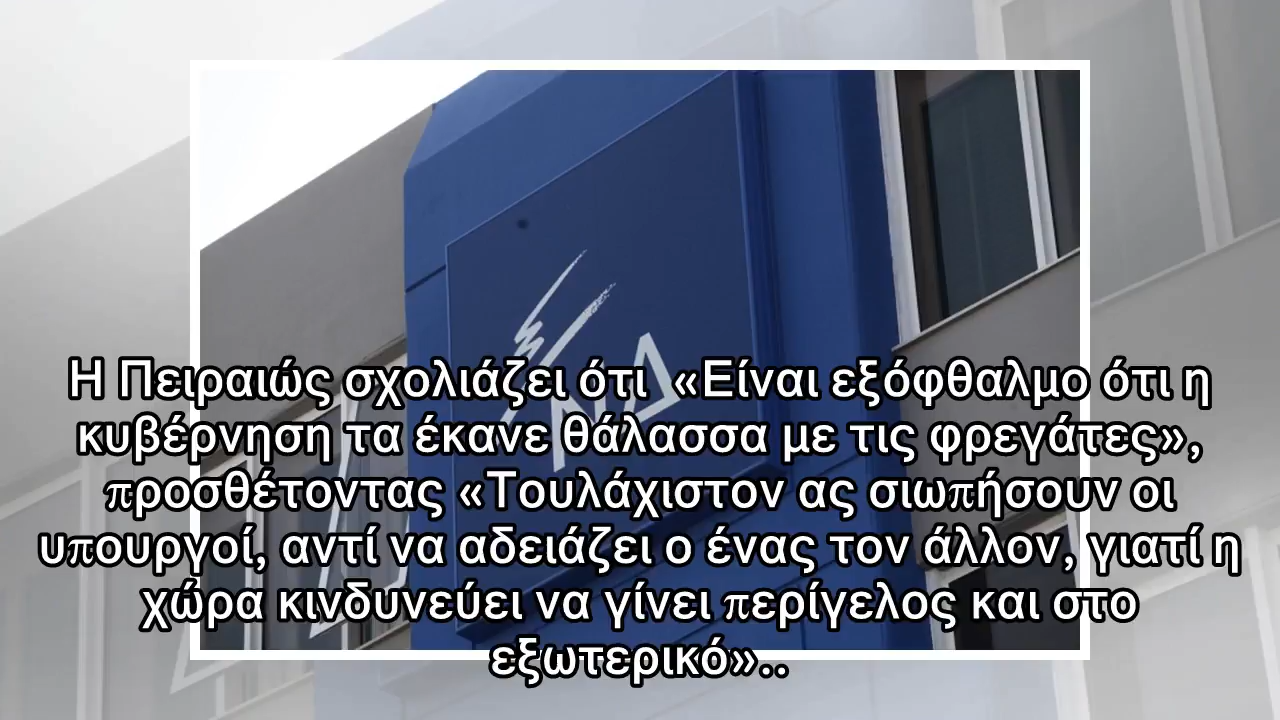 ΝΔ
Η Πειραιώς σχολιάζει ότι  «Είναι εξόφθαλμο ότι η
κυβέρνηση τα έκανε θάλασσα με τις φρεγάτες»,
προσθέτοντας «Τουλάχιστον ας σιωπήσουν οι
υπουργοί, αντί να αδειάζει ο ένας τον άλλον, γιατί η
χώρα κινδυνεύει να γίνει περίγελος και στο
εξωτερικό»..